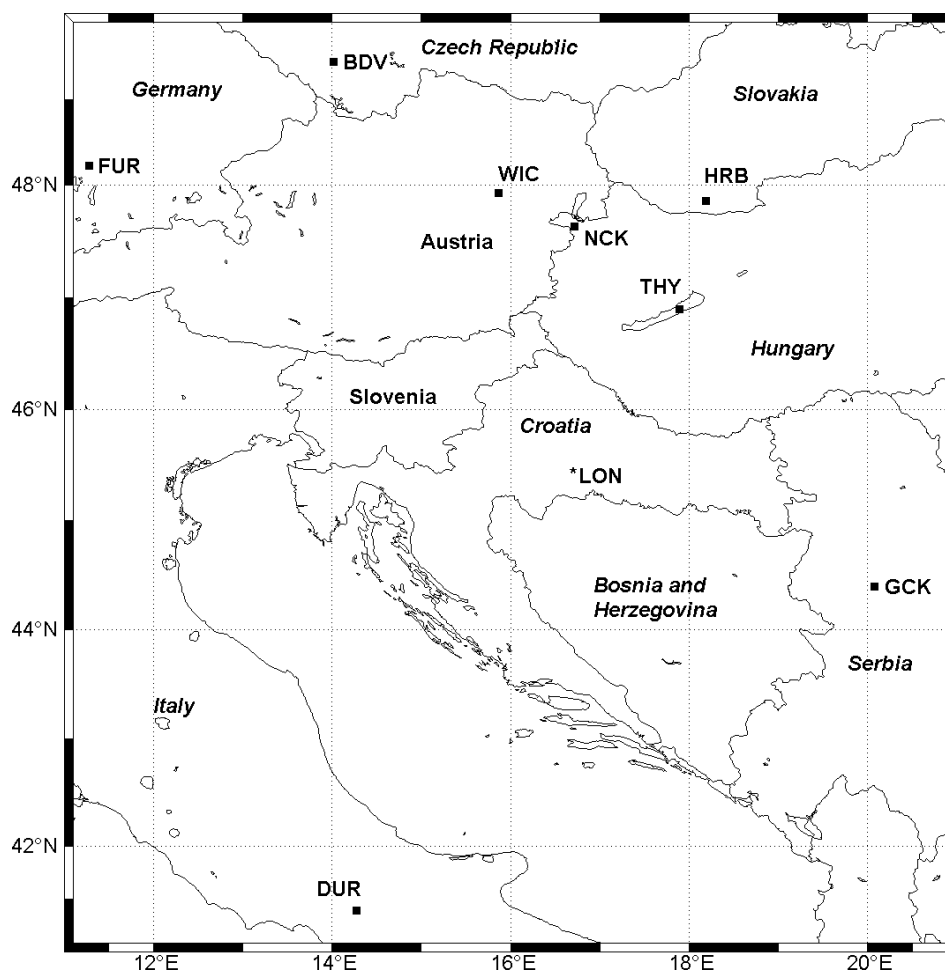 Czech Republic
BDV
Germany
Slovakia
FUR
WIC
HRB
48°N
Austria
NCK
THY
Hungary
Slovenia
46°N
Croatia
*LON
Bosnia and
Herzegovina
GCK
44°N
Serbia
Italy
42°N
DUR
12°E
14°E
16°E
18°E
20°E